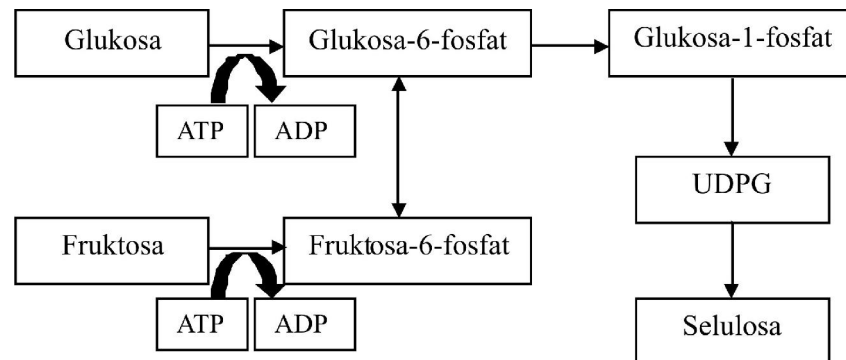 Glukosa
Glukosa-6-fosfat
Glukosa-1-fosfat
ATP
ADP
UDPG
Fruktosa
Fruktosa-6-fosfat
ATP
ADP
Selulosa